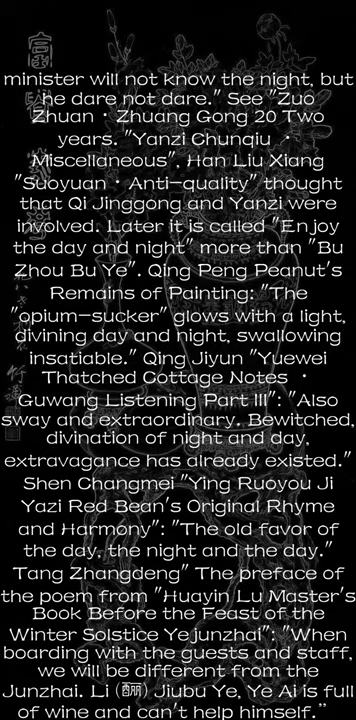 minister will not know the night, but
he dare not dare." See "Zuo
Zhuan · Zhuang Gong 20 Two
years. "Yanzi Chunqiu ·
Miscellaneous", Han Liu Xiang
"Suoyuan · Anti-quality" thought
that Qi Jinggong and Yanzi were
involved. Later it is called "Enjoy
the day and night" more than "Bu
Zhou Bu Ye". Qing Peng Peanut's
Remains of Painting: "The
"opium-sucker" glows with a light,
divining day and night, swallowing
insatiable." Qing Jiyun "Yuewei
Thatched Cottage Notes ·
Guwang Listening Part III": "Also
sway and extraordinary. Bewitched,
divination of night and day,
extravagance has already existed."
Shen Changmei "Ying Ruoyou Ji
Yazi Red Bean's Original Rhyme
and Harmony": "The old favor of
the day, the night and the day."
Tang Zhangdeng" The preface of
the poem from "Huayin Lu Master's
Book Before the Feast of the
Winter Solstice Yejunzhai": "When
boarding with the guests and staff,
we will be different from the
Junzhai. Li (酈) Jiubu Ye, Ye Ai is full
of wine and can't help himself."